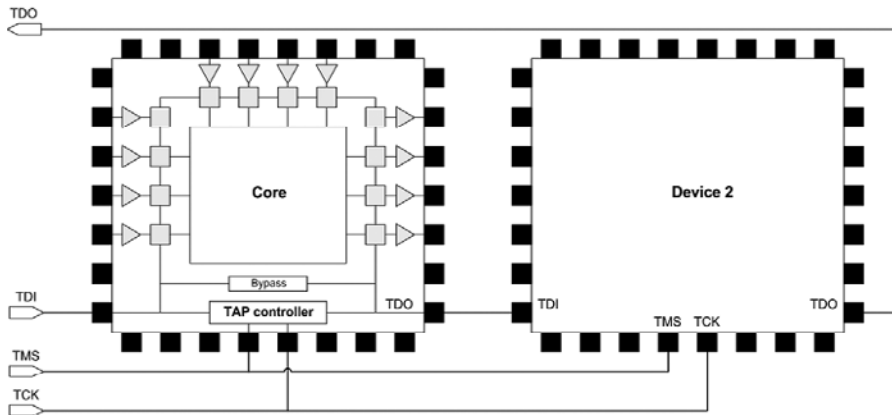 TDO
Core
Device 2
Bypass
TDI
TAP controller
TDO
TDI
TDO
TMS
TCK
TMS
TCK